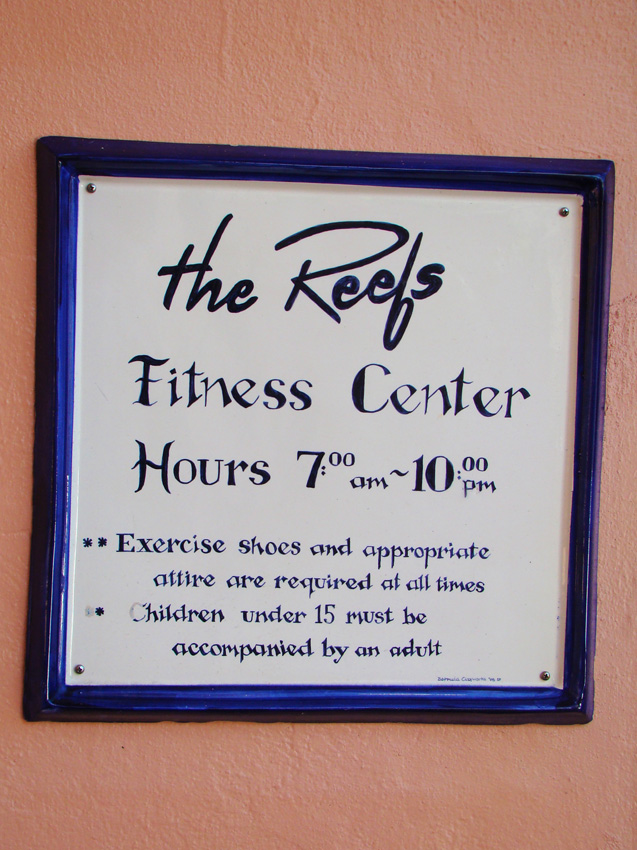 the Reefs
Fitness Center
Hours 7:00 am ~ 10:00 pm
** Exercise shoes and appropriate
attire are required at all times
* Children under 15 must be
accompanied by an adult